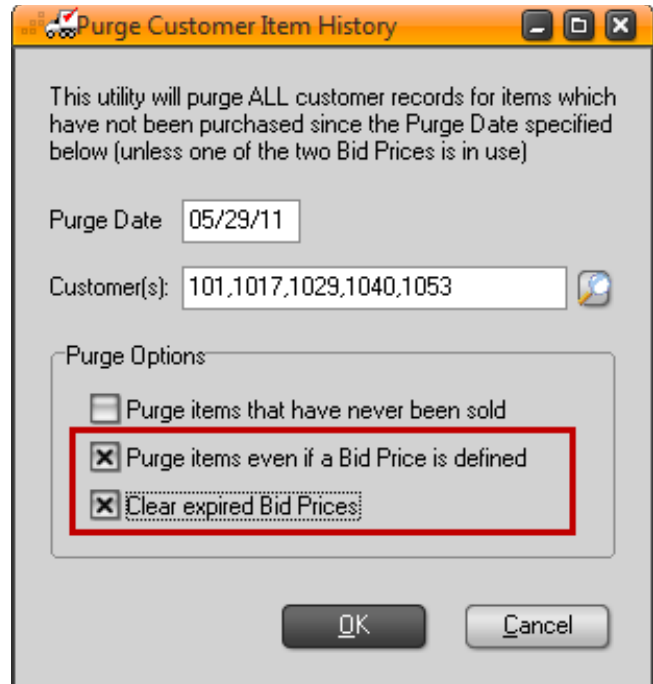 Purge Customer Item History
This utility will purge ALL customer records for items which
have not been purchased since the Purge Date specified
below (unless one of the two Bid Prices is in use)
Purge Date 05/29/11
Customer(s): 101,1017,1029,1040,1053
Purge Options
Purge items that have never been sold
Purge items even if a Bid Price is defined
Clear expired Bid Prices
OK Cancel